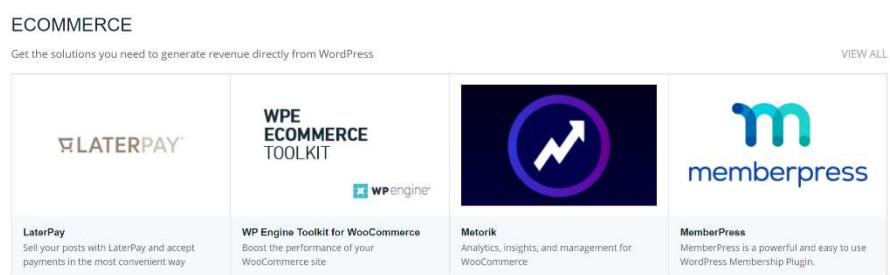 ECOMMERCE
Get the solutions you need to generate revenue directly from WordPress
VIEW ALL
LATERPAY
WPE
ECOMMERCE
TOOLKIT
WPengine
memberpress
LaterPay
Sell your posts with LaterPay and accept
payments in the most convenient way
WP Engine Toolkit for WooCommerce
Boost the performance of your
WooCommerce site
Metorik
Analytics, insights, and management for
WooCommerce
MemberPress
MemberPress is a powerful and easy to use
WordPress Membership Plugin.